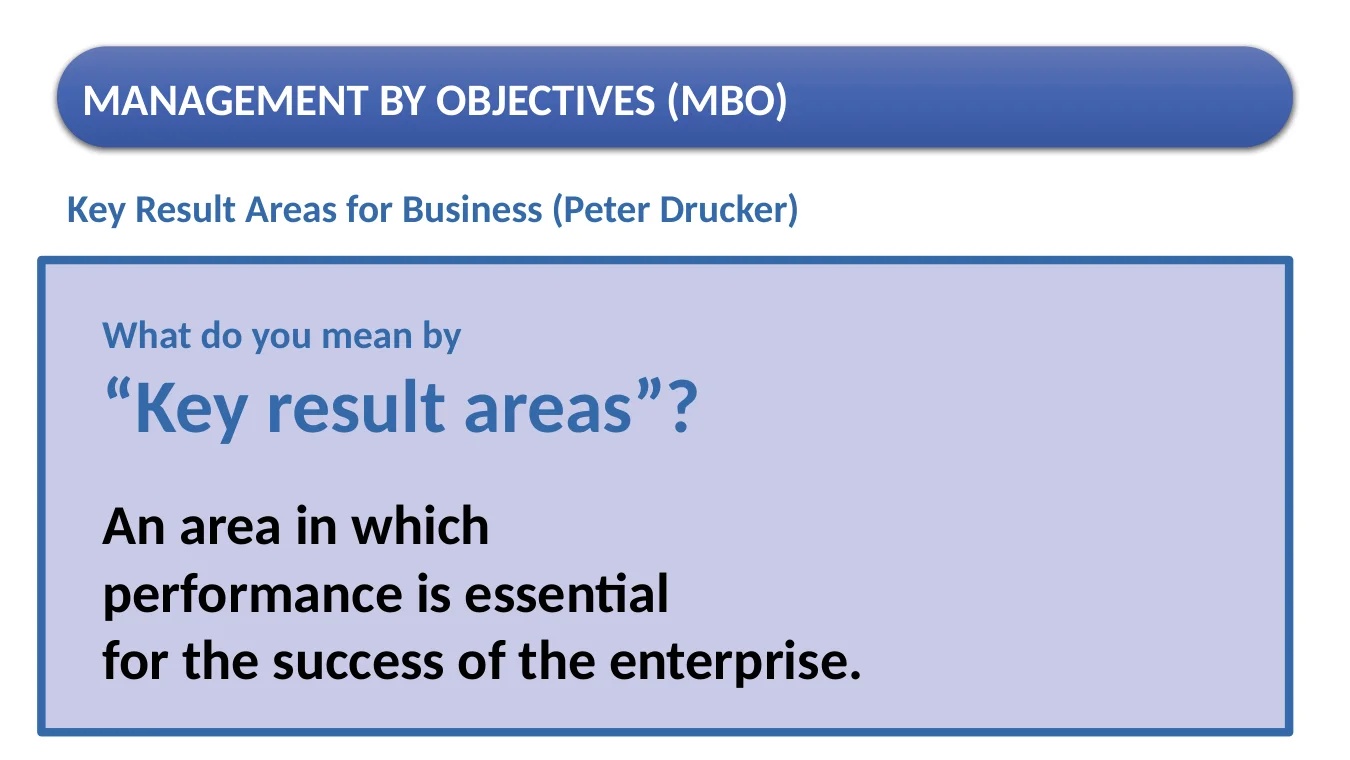 MANAGEMENT BY OBJECTIVES (MBO)
Key Result Areas for Business (Peter Drucker)
What do you mean by
“Key result areas”?
An area in which
performance is essential
for the success of the enterprise.